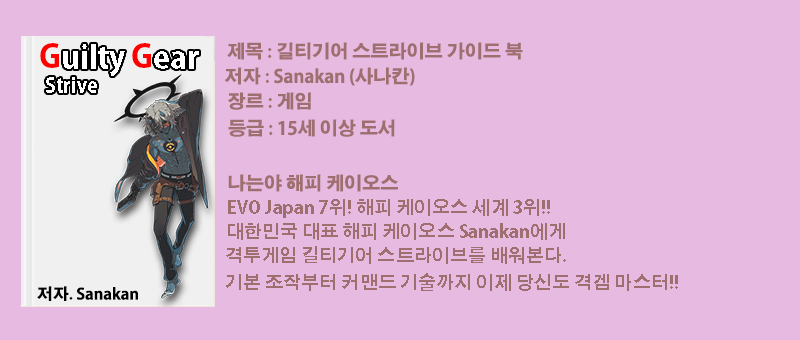 Guilty Gear
Strive
저자. Sanakan
제목 : 길티기어 스트라이브 가이드 북
저자 : Sanakan (사나칸)
장르 : 게임
등급 : 15세 이상 도서
나는야 해피 케이오스
EVO Japan 7위! 해피 케이오스 세계 3위!!
대한민국 대표 해피 케이오스 Sanakan에게
격투게임 길티기어 스트라이브를 배워본다.
기본 조작부터 커맨드 기술까지 이제 당신도 격겜 마스터!!